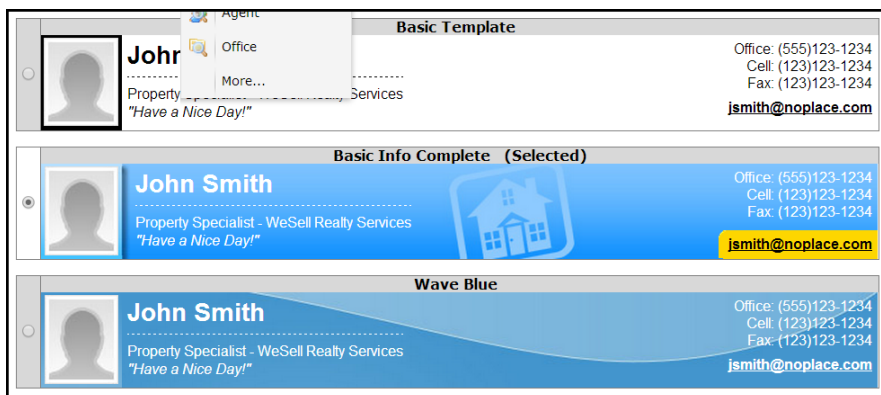 Agent
Office
More...
Basic Template
John
Property Specialist - WeSell Realty Services
"Have a Nice Day!"
Office: (555)123-1234
Cell: (123)123-1234
Fax: (123)123-1234
jsmith@noplace.com
Basic Info Complete (Selected)
John Smith
Property Specialist - WeSell Realty Services
"Have a Nice Day!"
Office: (555)123-1234
Cell: (123)123-1234
Fax: (123)123-1234
jsmith@noplace.com
Wave Blue
John Smith
Property Specialist - WeSell Realty Services
"Have a Nice Day!"
Office: (555)123-1234
Cell: (123)123-1234
Fax: (123)123-1234
jsmith@noplace.com